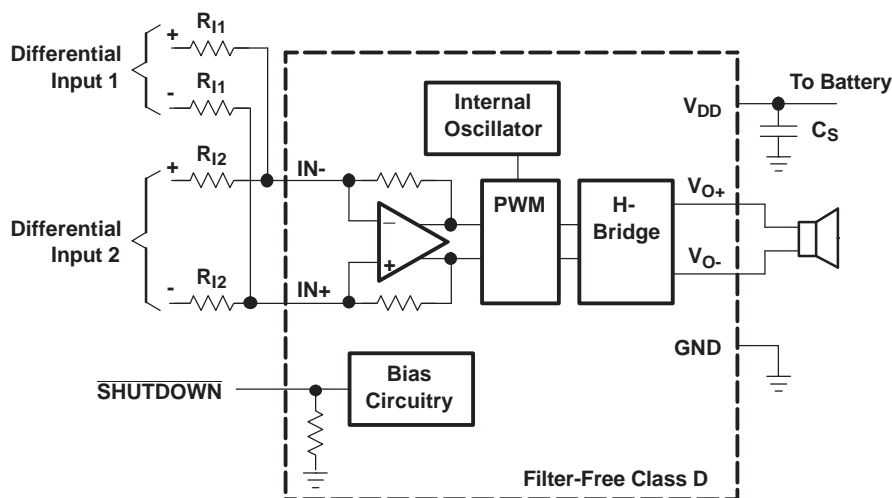 Differential
Input 1
+
R_I1
-
R_I1
Differential
Input 2
+
R_I2
-
R_I2
IN-
IN+
−
+
Internal
Oscillator
PWM
H-
Bridge
V_DD
To Battery
C_S
V_O+
V_O-
GND
SHUTDOWN
Bias
Circuitry
Filter-Free Class D